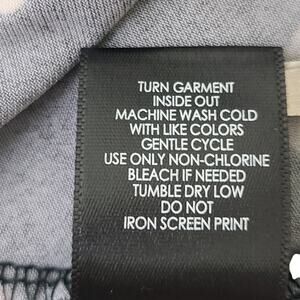 TURN GARMENT
INSIDE OUT
MACHINE WASH COLD
WITH LIKE COLORS
GENTLE CYCLE
USE ONLY NON-CHLORINE
BLEACH IF NEEDED
TUMBLE DRY LOW
DO NOT
IRON SCREEN PRINT